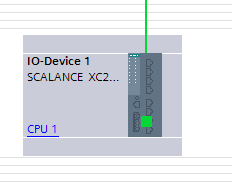 IO-Device 1
SCALANCE XC2...
CPU 1